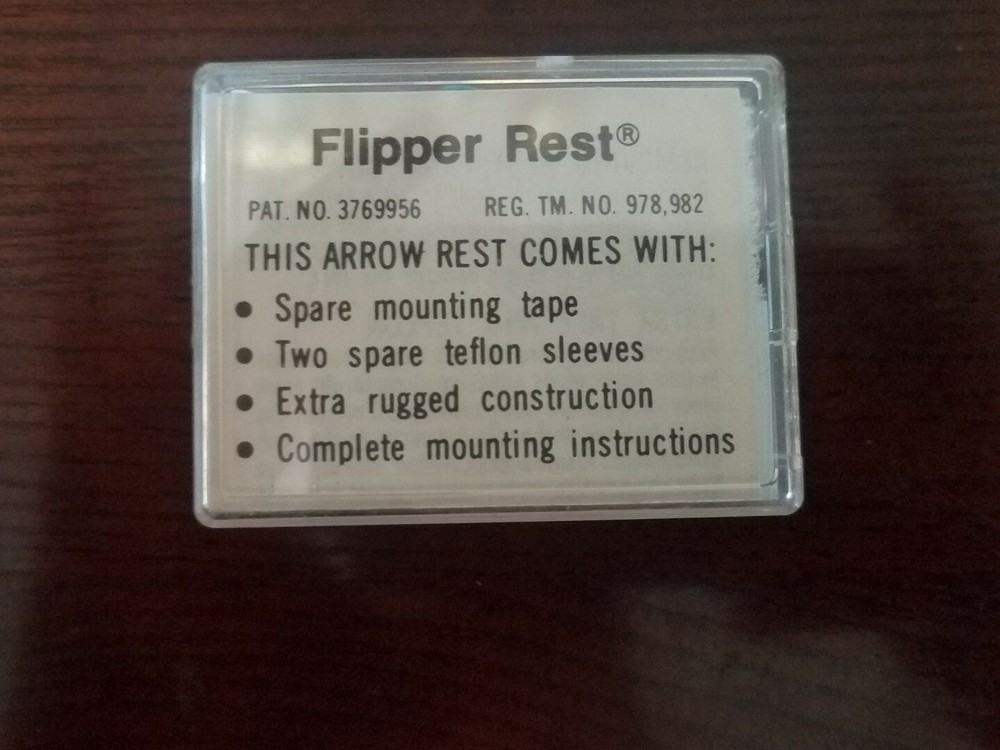 Flipper Rest®
PAT. NO. 3769956 REG. TM. NO. 978,982
THIS ARROW REST COMES WITH:
• Spare mounting tape
• Two spare teflon sleeves
• Extra rugged construction
• Complete mounting instructions